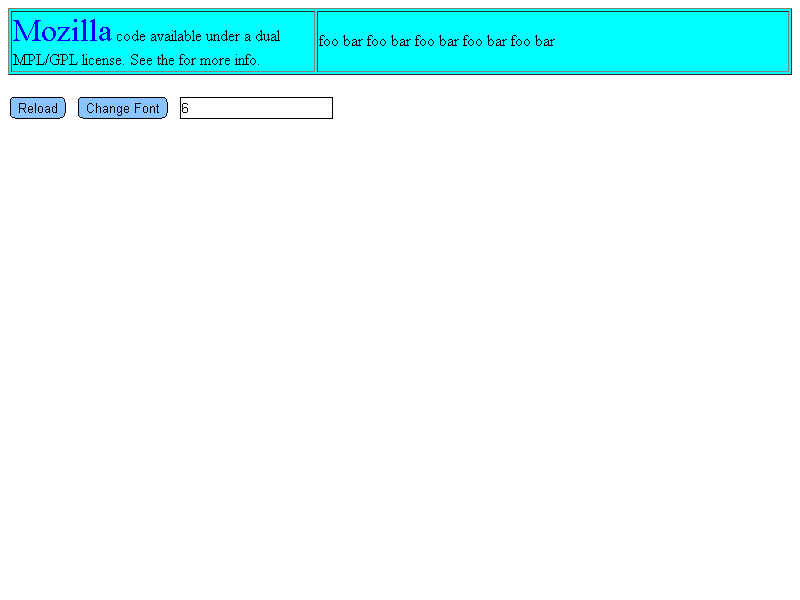 Mozilla code available under a dual
MPL/GPL license. See the for more info.
foo bar foo bar foo bar foo bar foo bar
Reload Change Font 6